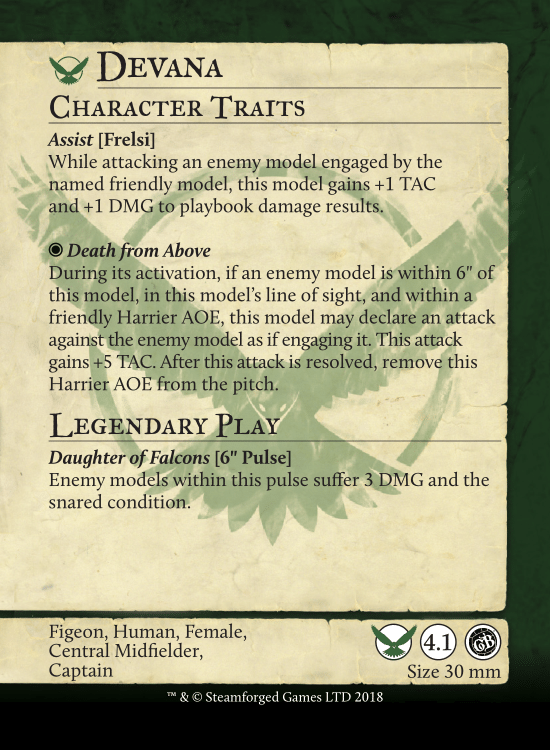 Devana
Character Traits
Assist [Frelsi]
While attacking an enemy model engaged by the
named friendly model, this model gains +1 TAC
and +1 DMG to playbook damage results.
Death from Above
During its activation, if an enemy model is within 6" of
this model, in this model's line of sight, and within a
friendly Harrier AOE, this model may declare an attack
against the enemy model as if engaging it. This attack
gains +5 TAC. After this attack is resolved, remove this
Harrier AOE from the pitch.
Legendary Play
Daughter of Falcons [6" Pulse]
Enemy models within this pulse suffer 3 DMG and the
snared condition.
Figeon, Human, Female,
Central Midfielder,
Captain
4.1
GB
Size 30 mm
™ & © Steamforged Games LTD 2018